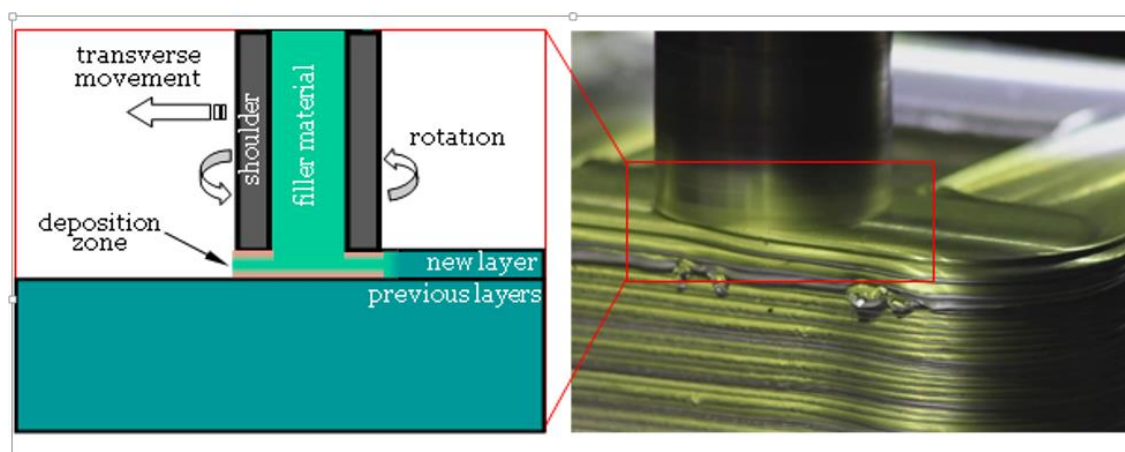 transverse
movement
shoulder
filler material
rotation
deposition
zone
new layer
previous layers